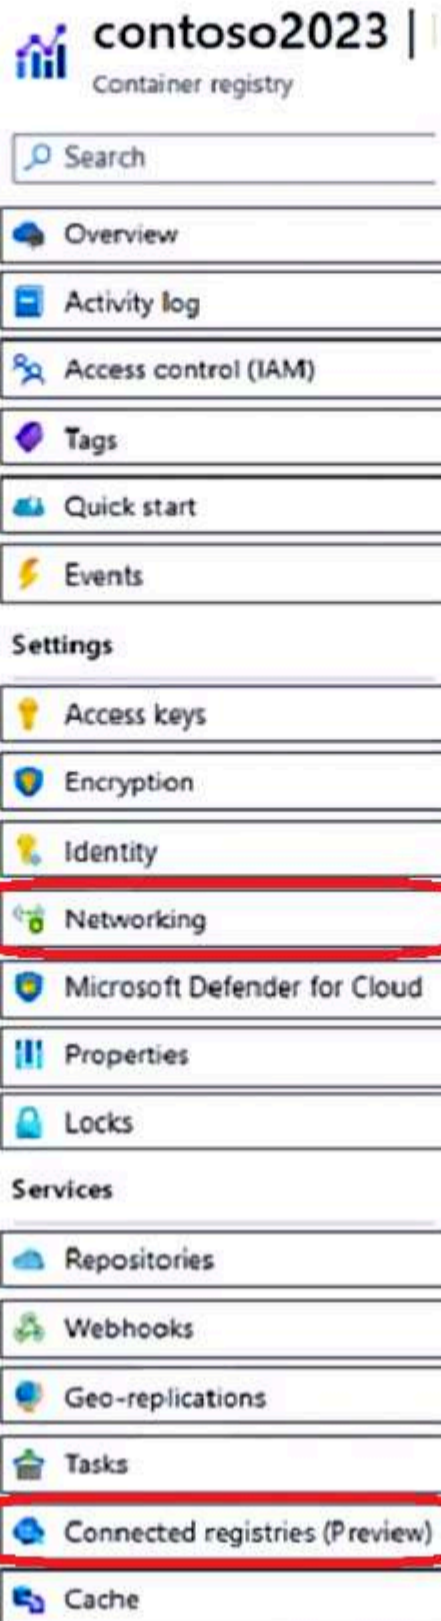 contoso2023 |
Container registry
Search
Overview
Activity log
Access control (IAM)
Tags
Quick start
Events
Settings
Access keys
Encryption
Identity
Networking
Microsoft Defender for Cloud
Properties
Locks
Services
Repositories
Webhooks
Geo-replications
Tasks
Connected registries (Preview)
Cache